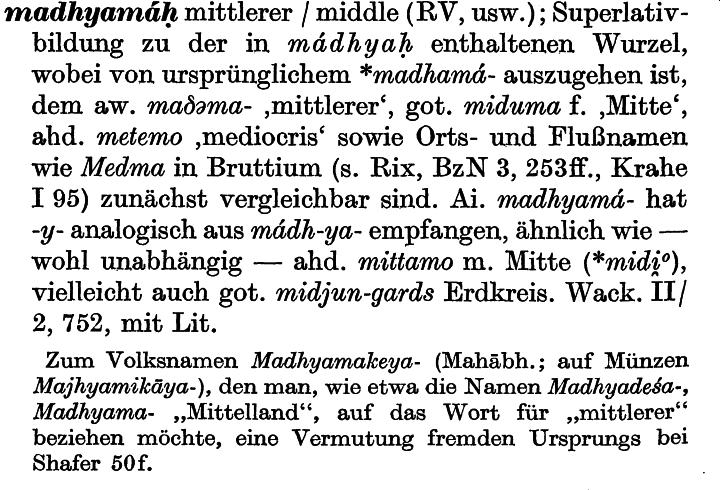 madhyamáḥ mittlerer / middle (RV, usw.); Superlativ-
bildung zu der in mádhyaḥ enthaltenen Wurzel,
wobei von ursprünglichem *madhamá- auszugehen ist,
dem aw. maδəma- ‚mittlerer‘, got. miduma f. ‚Mitte‘,
ahd. metemo ‚mediocris‘ sowie Orts- und Flußnamen
wie Medma in Bruttium (s. Rix, BzN 3, 253ff., Krahe
I 95) zunächst vergleichbar sind. Ai. madhyamá- hat
-y- analogisch aus mádh-ya- empfangen, ähnlich wie —
wohl unabhängig — ahd. mittamo m. Mitte (*midi̯o),
vielleicht auch got. midjun-gards Erdkreis. Wack. II/
2, 752, mit Lit.
Zum Volksnamen Madhyamakeya- (Mahābh.; auf Münzen
Majhyamikāya-), den man, wie etwa die Namen Madhyadeśa-,
Madhyama- „Mittelland“, auf das Wort für „mittlerer“
beziehen möchte, eine Vermutung fremden Ursprungs bei
Shafer 50f.